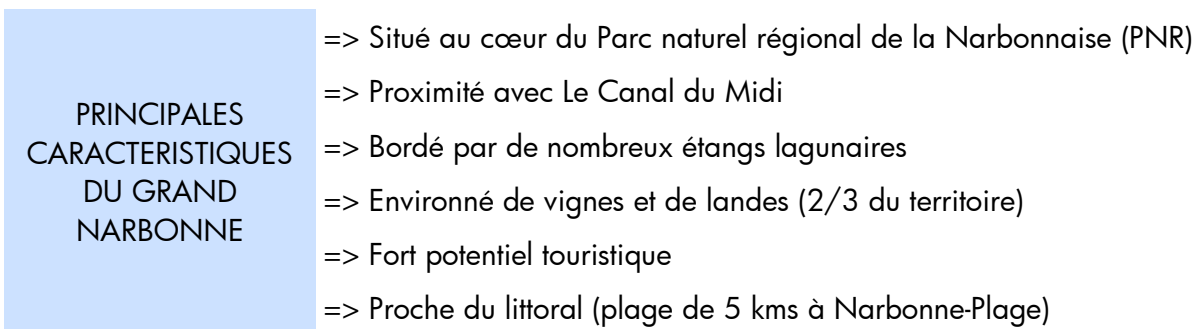 PRINCIPALES
CARACTERISTIQUES
DU GRAND
NARBONNE
=> Situé au cœur du Parc naturel régional de la Narbonnaise (PNR)
=> Proximité avec Le Canal du Midi
=> Bordé par de nombreux étangs lagunaires
=> Environné de vignes et de landes (2/3 du territoire)
=> Fort potentiel touristique
=> Proche du littoral (plage de 5 kms à Narbonne-Plage)